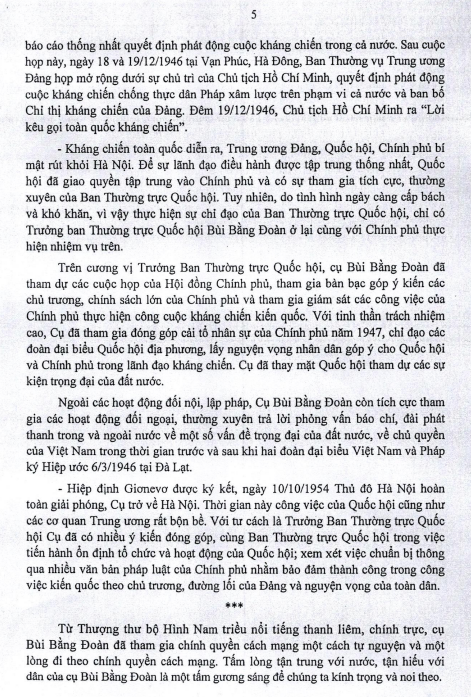 5
báo cáo thống nhất quyết định phát động cuộc kháng chiến trong cả nước. Sau cuộc
họp này, ngày 18 và 19/12/1946 tại Vạn Phúc, Hà Đông, Ban Thường vụ Trung ương
Đảng họp mở rộng dưới sự chủ trì của Chủ tịch Hồ Chí Minh, quyết định phát động
cuộc kháng chiến chống thực dân Pháp xâm lược trên phạm vi cả nước và ban bố
Chỉ thị kháng chiến của Đảng. Đêm 19/12/1946, Chủ tịch Hồ Chí Minh ra “Lời
kêu gọi toàn quốc kháng chiến”.
- Kháng chiến toàn quốc diễn ra, Trung ương Đảng, Quốc hội, Chính phủ bí
mật rút khỏi Hà Nội. Để sự lãnh đạo điều hành được tập trung thống nhất, Quốc
hội đã giao quyền tập trung vào Chính phủ và có sự tham gia tích cực, thường
xuyên của Ban Thường trực Quốc hội. Tuy nhiên, do tình hình ngày càng cấp bách
và khó khăn, vì vậy thực hiện sự chỉ đạo của Ban Thường trực Quốc hội, chỉ có
Trưởng ban Thường trực Quốc hội Bùi Bằng Đoàn ở lại cùng với Chính phủ thực
hiện nhiệm vụ trên.
Trên cương vị Trưởng Ban Thường trực Quốc hội, cụ Bùi Bằng Đoàn đã
tham dự các cuộc họp của Hội đồng Chính phủ, tham gia bàn bạc góp ý kiến các
chủ trương, chính sách lớn của Chính phủ và tham gia giám sát các công việc của
Chính phủ thực hiện công cuộc kháng chiến kiến quốc. Với tinh thần trách nhiệm
cao, Cụ đã tham gia đóng góp cải tổ nhân sự của Chính phủ năm 1947, chỉ đạo các
đoàn đại biểu Quốc hội địa phương, lấy nguyện vọng nhân dân góp ý cho Quốc hội
và Chính phủ trong lãnh đạo kháng chiến. Cụ đã thay mặt Quốc hội tham dự các sự
kiện trọng đại của đất nước.
Ngoài các hoạt động đối nội, lập pháp, Cụ Bùi Bằng Đoàn còn tích cực tham
gia các hoạt động đối ngoại, thường xuyên trả lời phỏng vấn báo chí, đài phát
thanh trong và ngoài nước về một số vấn đề trọng đại của đất nước, về chủ quyền
của Việt Nam trong thời gian trước và sau khi hai đoàn đại biểu Việt Nam và Pháp
ký Hiệp ước 6/3/1946 tại Đà Lạt.
- Hiệp định Giơnevơ được ký kết, ngày 10/10/1954 Thủ đô Hà Nội hoàn
toàn giải phóng, Cụ trở về Hà Nội. Thời gian này công việc của Quốc hội cũng như
các cơ quan Trung ương rất bộn bề. Với tư cách là Trưởng Ban Thường trực Quốc
hội Cụ đã có nhiều ý kiến đóng góp, cùng Ban Thường trực Quốc hội trong việc
tiến hành ổn định tổ chức và hoạt động của Quốc hội; xem xét việc chuẩn bị thông
qua nhiều văn bản pháp luật của Chính phủ nhằm bảo đảm thành công trong công
việc kiến quốc theo chủ trương, đường lối của Đảng và nguyện vọng của toàn dân.
***
Từ Thượng thư bộ Hình Nam triều nổi tiếng thanh liêm, chính trực, cụ
Bùi Bằng Đoàn đã tham gia chính quyền cách mạng một cách tự nguyện và một
lòng đi theo chính quyền cách mạng. Tấm lòng tận trung với nước, tận hiếu với
dân của cụ Bùi Bằng Đoàn là một tấm gương sáng để chúng ta kính trọng và noi theo.